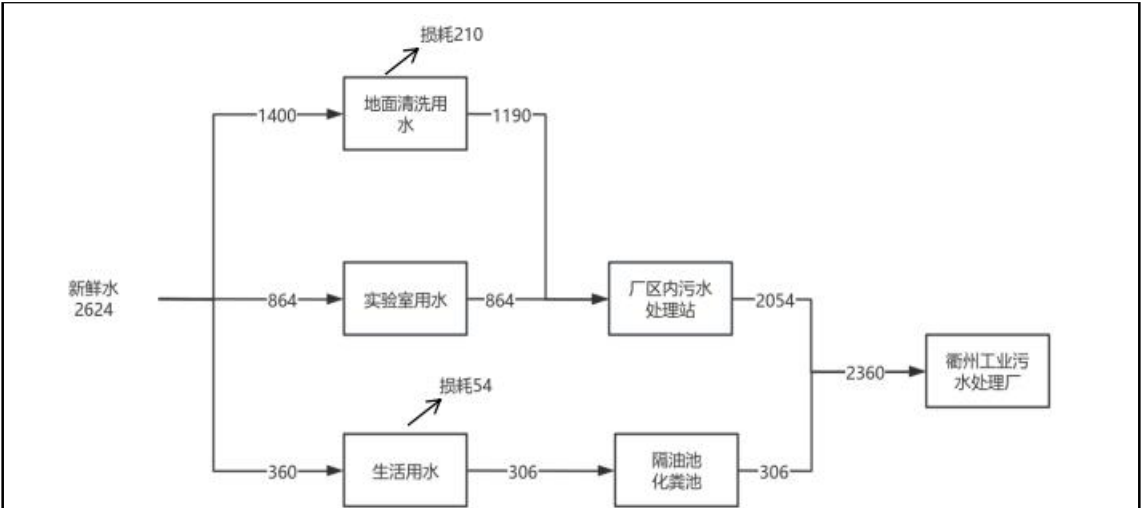 损耗210
地面清洗用
水
1400
1190
新鲜水
2624
864
实验室用水
864
厂区内污水
处理站
2054
衢州工业污
水处理厂
2360
损耗54
360
生活用水
306
隔油池
化粪池
306